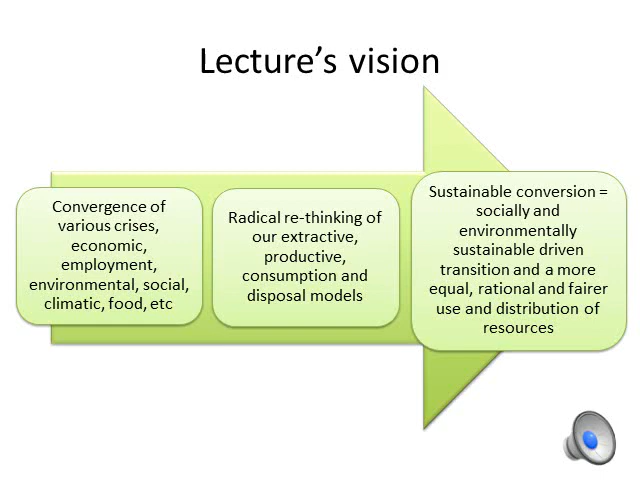 Lecture’s vision
Convergence of
various crises,
economic,
employment,
environmental, social,
climatic, food, etc
Radical re-thinking of
our extractive,
productive,
consumption and
disposal models
Sustainable conversion =
socially and
environmentally
sustainable driven
transition and a more
equal, rational and fairer
use and distribution of
resources